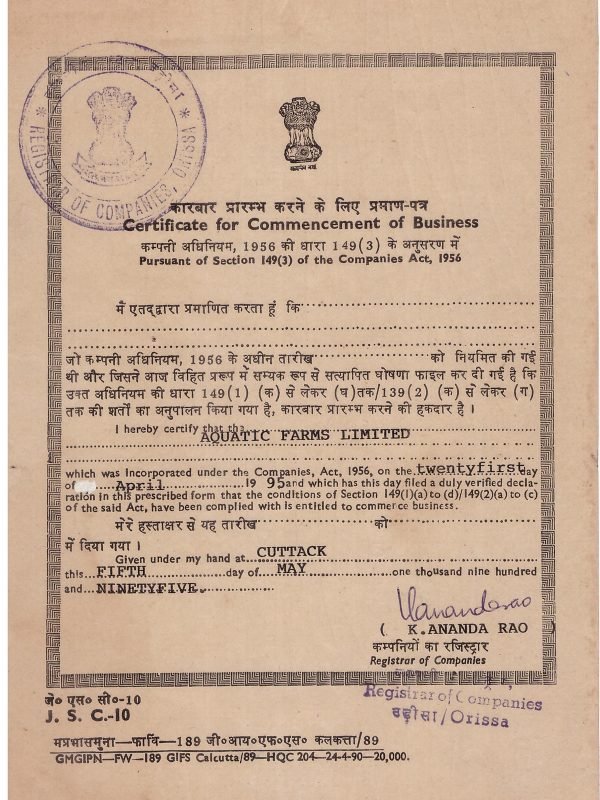 REGISTRAR OF COMPANIES, ORISSA
कारबार प्रारम्भ करने के लिए प्रमाण-पत्र
Certificate for Commencement of Business
कम्पनी अधिनियम, 1956 की धारा 149(3) के अनुसरण में
Pursuant of Section 149(3) of the Companies Act, 1956
मैं एतद्द्वारा प्रमाणित करता हूं कि
जो कम्पनी अधिनियम, 1956 के अधीन तारीख को नियमित की गई
थी और जिसने आज विहित प्ररूप में सम्यक रूप से सत्यापित घोषणा फाइल कर दी गई है कि
उक्त अधिनियम की धारा 149(1) (क) से लेकर (घ)तक/139(2) (क) से लेकर (ग)
तक की शर्तों का अनुपालन किया गया है, कारबार प्रारम्भ करने की हकदार है ।
I hereby certify that the
AQUATIC FARMS LIMITED
which was Incorporated under the Companies, Act, 1956, on the twentyfirst day
of April 19 95 and which has this day filed a duly verified decla-
ration in this prescribed form that the conditions of Section 149(1)(a) to (d)/149(2)(a) to (c)
of the said Act, have been complied with is entitled to commerce business.
मेरे हस्ताक्षर से यह तारीख को
में दिया गया ।
Given under my hand at CUTTACK
this FIFTH day of MAY one thousand nine hundred
and NINETYFIVE.
( K.ANANDA RAO )
कम्पनियों का रजिस्ट्रार
Registrar of Companies
Registrar of Companies
उड़ीसा/Orissa
जे० एस० सी०-10
J. S. C.-10
मप्रभासमुना—फावि—189 जी०आय०एफ०एस० कलकत्ता/89
GMGIPN—FW—189 GIFS Calcutta/89—HQC 204—24-4-90—20,000.